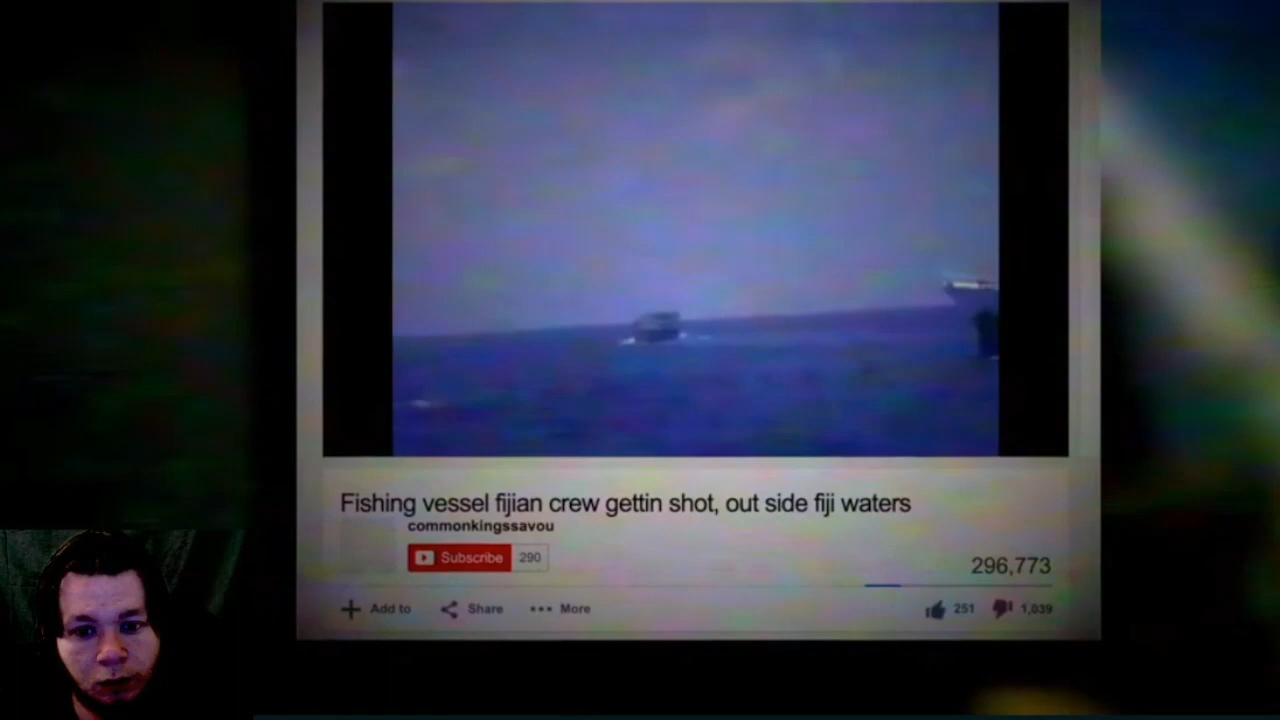 Fishing vessel fijian crew gettin shot, out side fiji waters
commonkingssavou
Subscribe 290
296,773
Add to Share More 251 1,039